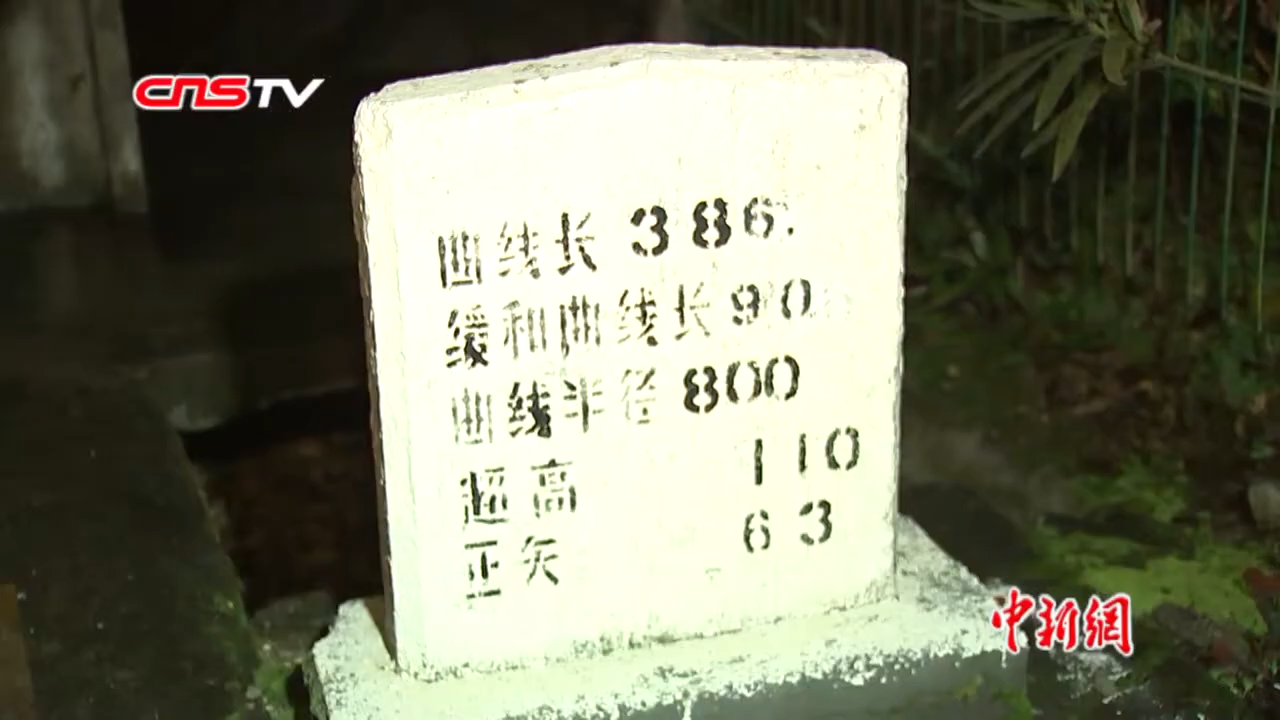 CNSTV
曲线长 386.
缓和曲线长 90
曲线半径 800
超高 110
正矢 63
中新網